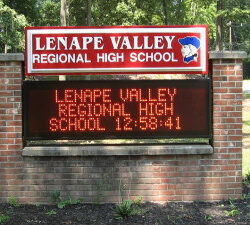 LENAPE VALLEY
REGIONAL HIGH SCHOOL
LENAPE VALLEY
REGIONAL HIGH
SCHOOL 12:58:41